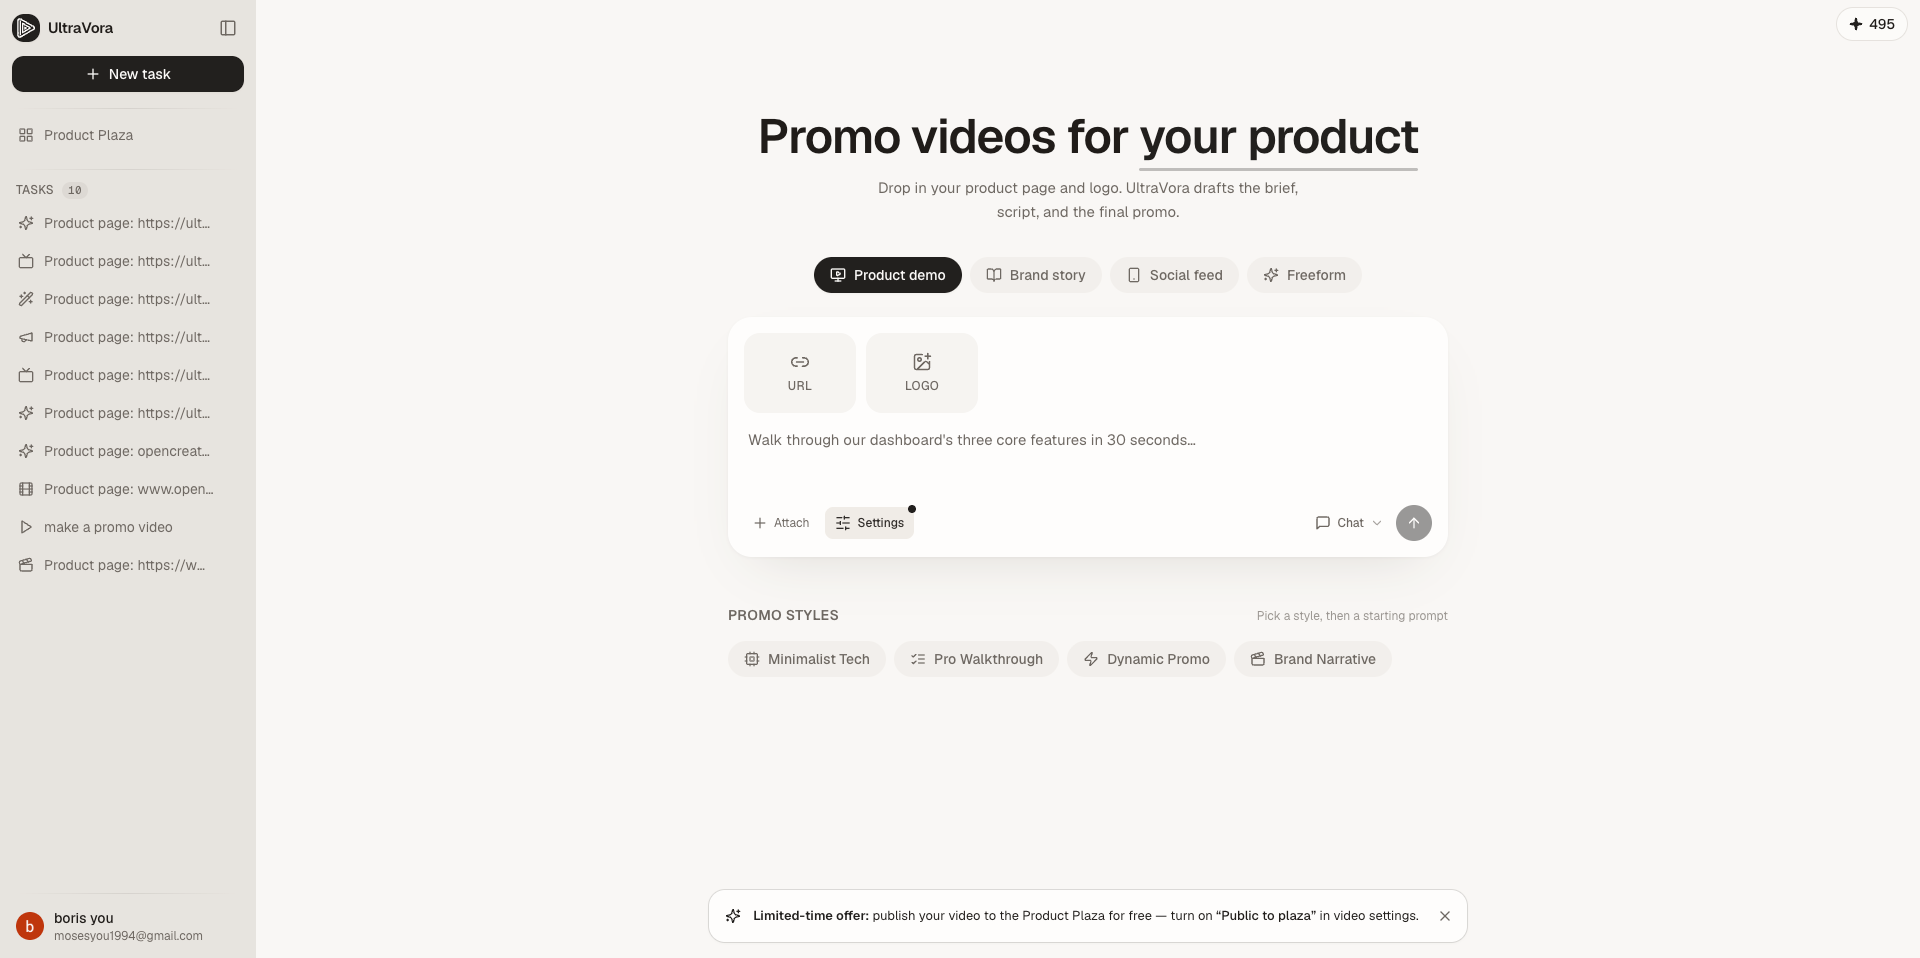 UltraVora
New task
Product Plaza
TASKS 10
Product page: https://ult...
Product page: https://ult...
Product page: https://ult...
Product page: https://ult...
Product page: https://ult...
Product page: https://ult...
Product page: opencreat...
Product page: www.open...
make a promo video
Product page: https://w...
b
boris you
mosesyou1994@gmail.com
495
Promo videos for your product
Drop in your product page and logo. UltraVora drafts the brief,
script, and the final promo.
Product demo Brand story Social feed Freeform
URL LOGO
Walk through our dashboard's three core features in 30 seconds...
Attach Settings Chat
PROMO STYLES Pick a style, then a starting prompt
Minimalist Tech Pro Walkthrough Dynamic Promo Brand Narrative
Limited-time offer: publish your video to the Product Plaza for free — turn on “Public to plaza” in video settings.